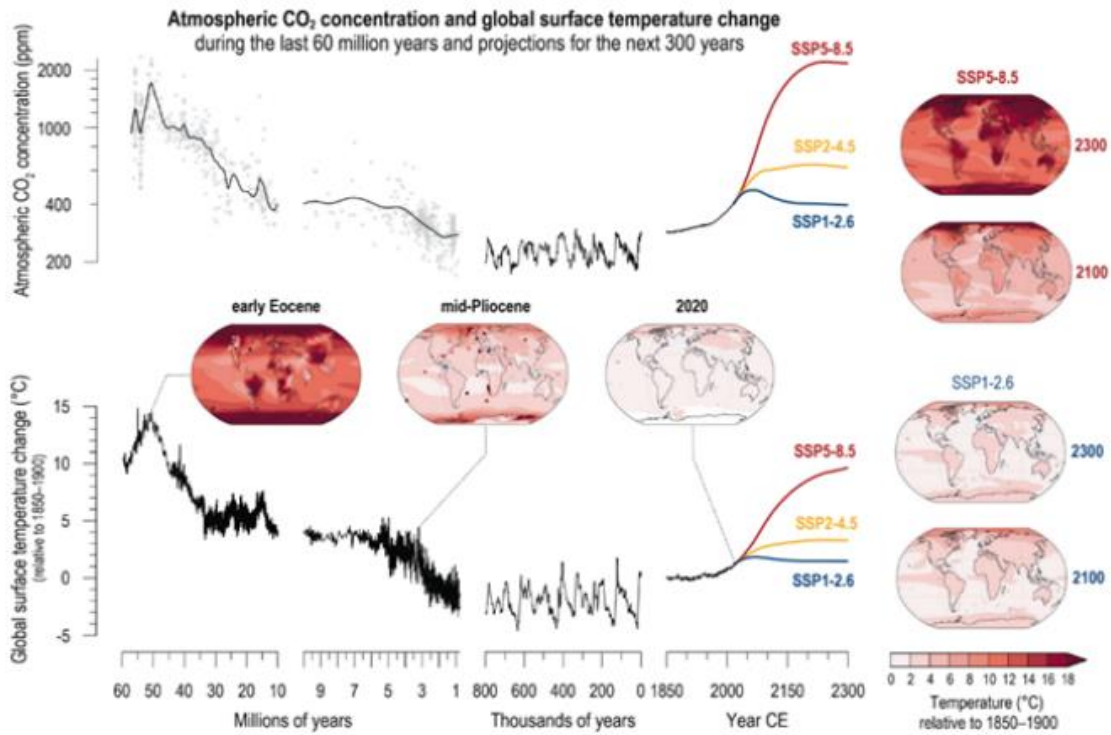 Atmospheric CO₂ concentration and global surface temperature change
during the last 60 million years and projections for the next 300 years
Atmospheric CO₂ concentration (ppm)
2000
1000
400
200
SSP5-8.5
SSP2-4.5
SSP1-2.6
SSP5-8.5
2300
2100
early Eocene
mid-Pliocene
2020
Global surface temperature change (°C)
(relative to 1850–1900)
15
10
5
0
-5
SSP5-8.5
SSP2-4.5
SSP1-2.6
SSP1-2.6
2300
2100
60 50 40 30 20 10
9 7 5 3 1
800 600 400 200 0
1850 2000 2150 2300
Millions of years
Thousands of years
Year CE
0 2 4 6 8 10 12 14 16 18
Temperature (°C)
relative to 1850–1900